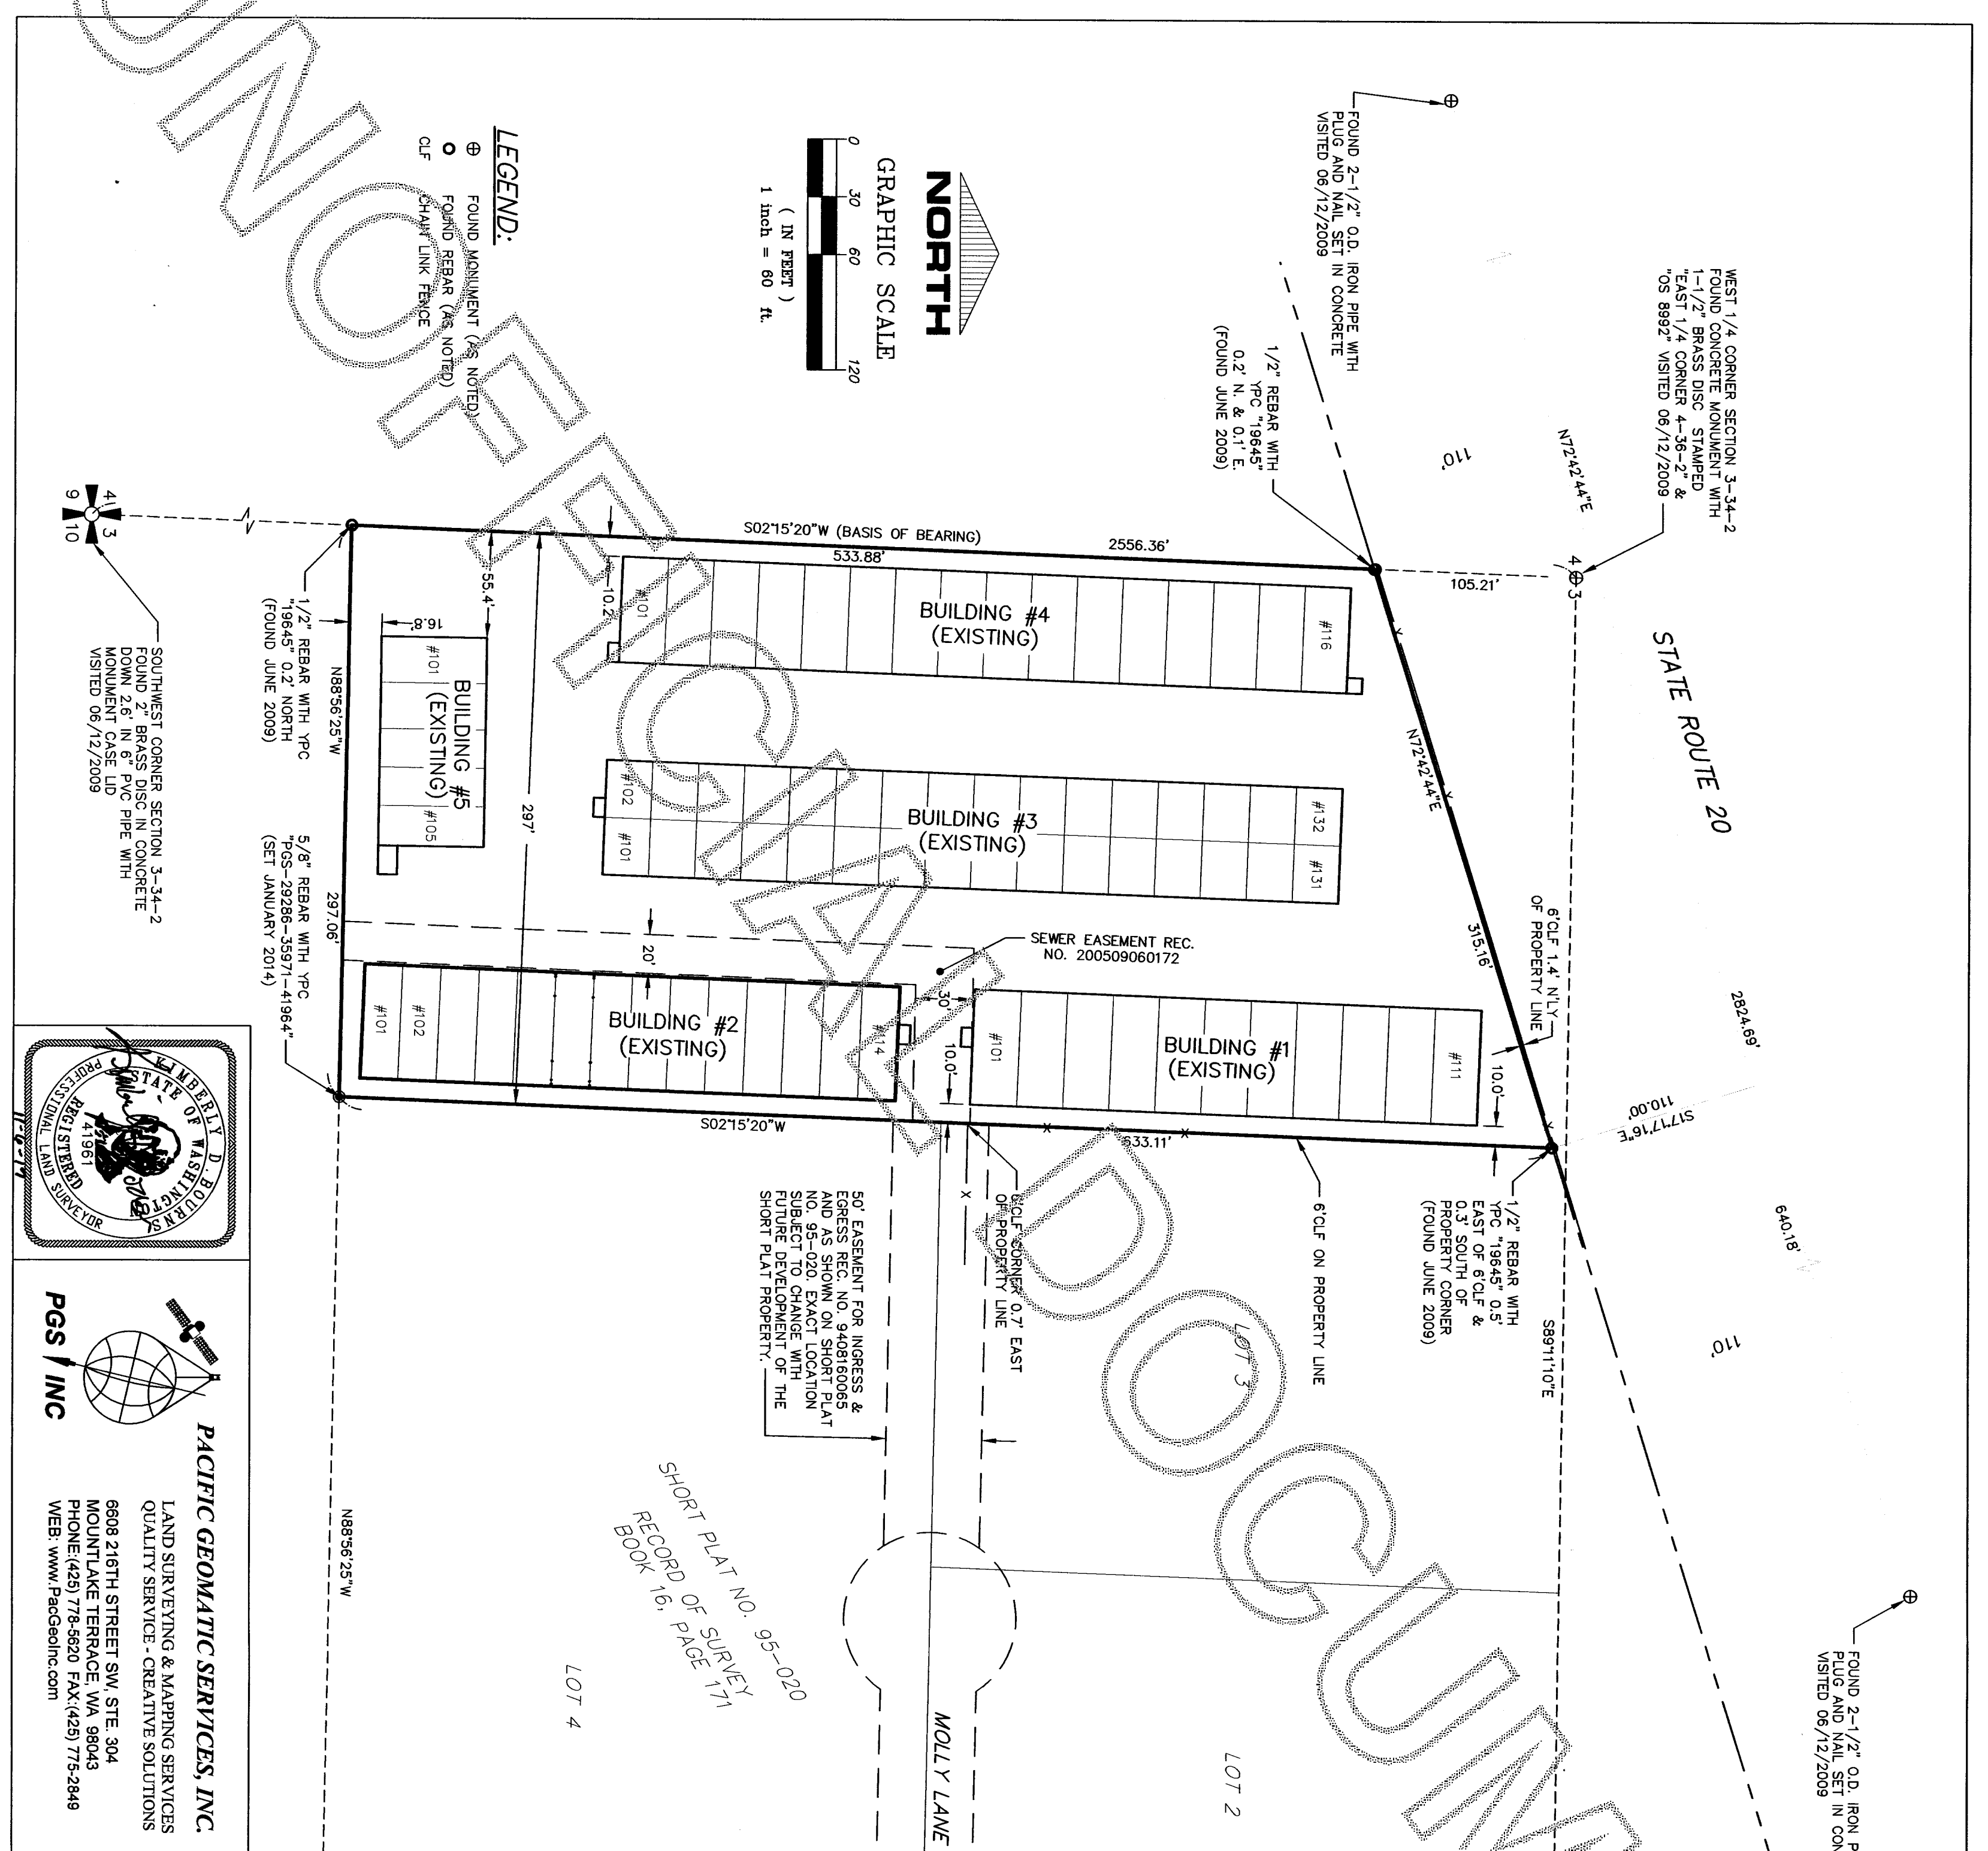 UNOFFICIAL DOCUM
WEST 1/4 CORNER SECTION 3-34-2
FOUND CONCRETE MONUMENT WITH
1-1/2" BRASS DISC STAMPED
"EAST 1/4 CORNER 4-36-2" &
"OS 8992" VISITED 06/12/2009
FOUND 2-1/2" O.D. IRON PIPE WITH
PLUG AND NAIL SET IN CONCRETE
VISITED 06/12/2009
1/2" REBAR WITH
YPC "19645"
0.2' N. & 0.1' E.
(FOUND JUNE 2009)
NORTH
GRAPHIC SCALE
0 30 60 120
( IN FEET )
1 inch = 60 ft.
LEGEND:
⊕ FOUND MONUMENT (AS NOTED)
O FOUND REBAR (AS NOTED)
CLF CHAIN LINK FENCE
110'
N72°42'44"E
4
3
105.21'
STATE ROUTE 20
S02°15'20"W (BASIS OF BEARING)
533.88'
2556.36'
N72°42'44"E
315.16'
6'CLF 1.4' N'LY
OF PROPERTY LINE
2824.69'
S17°17'16"E
110.00'
640.18'
110'
S89°11'10"E
BUILDING #4
(EXISTING)
#101
#116
10.2'
BUILDING #3
(EXISTING)
#102
#101
#132
#131
BUILDING #5
(EXISTING)
#101
#105
55.4'
16.8'
297'
BUILDING #2
(EXISTING)
#101
#102
#114
20'
30'
10.0'
BUILDING #1
(EXISTING)
#101
#111
10.0'
SEWER EASEMENT REC.
NO. 200509060172
4
3
9
10
SOUTHWEST CORNER SECTION 3-34-2
FOUND 2" BRASS DISC IN CONCRETE
DOWN 2.6' IN 6" PVC PIPE WITH
MONUMENT CASE LID
VISITED 06/12/2009
1/2" REBAR WITH YPC
"19645" 0.2' NORTH
(FOUND JUNE 2009)
N88°56'25"W
297.06'
5/8" REBAR WITH YPC
"PGS-29286-35971-41964"
(SET JANUARY 2014)
S02°15'20"W
633.11'
6'CLF CORNER 0.7' EAST
OF PROPERTY LINE
6'CLF ON PROPERTY LINE
1/2" REBAR WITH
YPC "19645" 0.5'
EAST OF 6'CLF &
0.3' SOUTH OF
PROPERTY CORNER
(FOUND JUNE 2009)
50' EASEMENT FOR INGRESS &
EGRESS REC. NO. 9408160065
AND AS SHOWN ON SHORT PLAT
NO. 95-020. EXACT LOCATION
SUBJECT TO CHANGE WITH
FUTURE DEVELOPMENT OF THE
SHORT PLAT PROPERTY.
SHORT PLAT NO. 95-020
RECORD OF SURVEY
BOOK 16, PAGE 171
LOT 3
LOT 4
LOT 2
MOLLY LANE
N88°56'25"W
FOUND 2-1/2" O.D. IRON P
PLUG AND NAIL SET IN CON
VISITED 06/12/2009
KIMBERLY D. BOURNS
STATE OF WASHINGTON
41961
REGISTERED
PROFESSIONAL LAND SURVEYOR
PGS INC
PACIFIC GEOMATIC SERVICES, INC.
LAND SURVEYING & MAPPING SERVICES
QUALITY SERVICE - CREATIVE SOLUTIONS
6608 216TH STREET SW, STE. 304
MOUNTLAKE TERRACE, WA 98043
PHONE:(425) 778-5620 FAX:(425) 775-2849
WEB: www.PacGeoInc.com